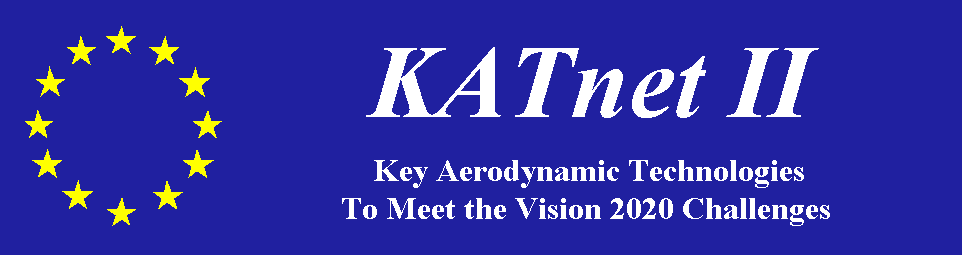 KATnet II
Key Aerodynamic Technologies
To Meet the Vision 2020 Challenges